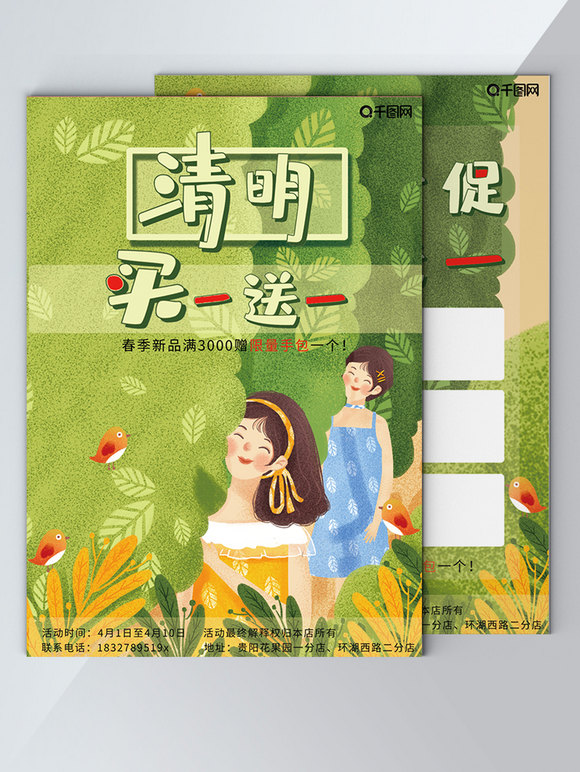 千图网
清明
买一送一
春季新品满3000赠限量手包一个！
活动时间：4月1日至4月10日 活动最终解释权归本店所有
联系电话：1832789519x 地址：贵阳花果园一分店、环湖西路二分店
千图网
促
一
包一个！
本店所有
一分店、环湖西路二分店